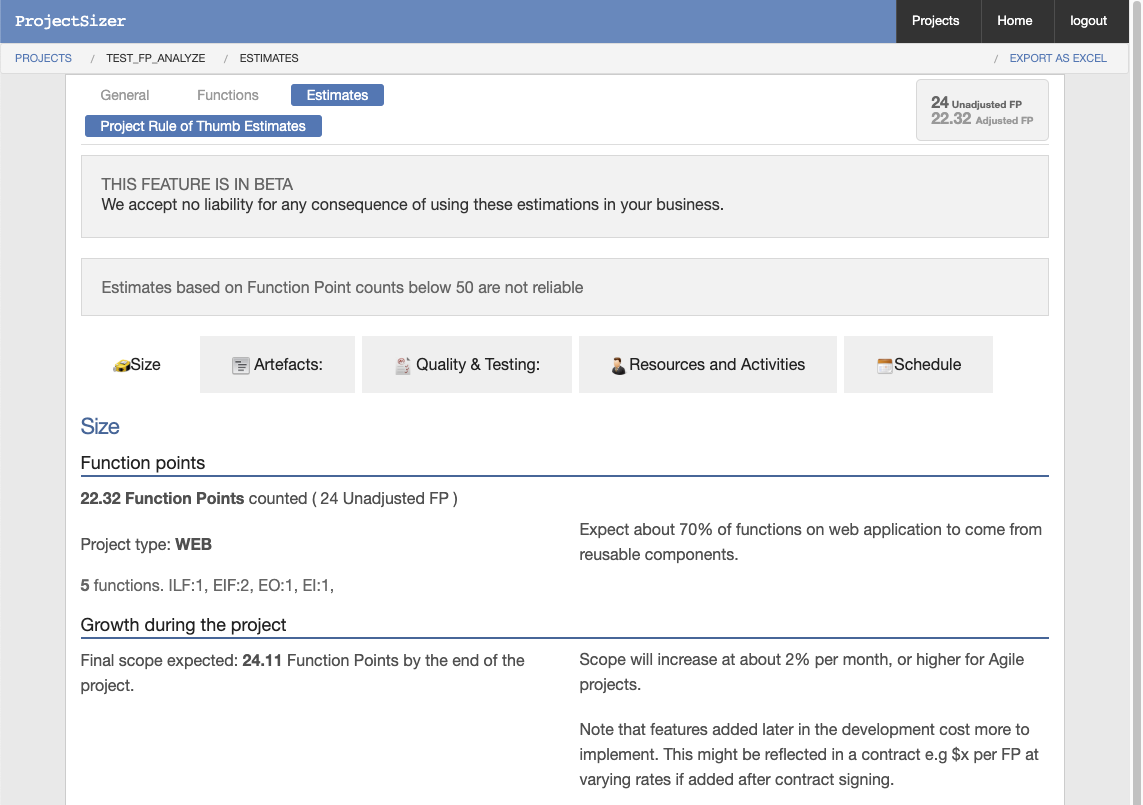 ProjectSizer
Projects
Home
logout
PROJECTS / TEST_FP_ANALYZE / ESTIMATES
/ EXPORT AS EXCEL
General
Functions
Estimates
Project Rule of Thumb Estimates
24 Unadjusted FP
22.32 Adjusted FP
THIS FEATURE IS IN BETA
We accept no liability for any consequence of using these estimations in your business.
Estimates based on Function Point counts below 50 are not reliable
Size
Artefacts:
Quality & Testing:
Resources and Activities
Schedule
Size
Function points
22.32 Function Points counted ( 24 Unadjusted FP )
Project type: WEB
5 functions. ILF:1, EIF:2, EO:1, EI:1,
Expect about 70% of functions on web application to come from
reusable components.
Growth during the project
Final scope expected: 24.11 Function Points by the end of the
project.
Scope will increase at about 2% per month, or higher for Agile
projects.
Note that features added later in the development cost more to
implement. This might be reflected in a contract e.g $x per FP at
varying rates if added after contract signing.